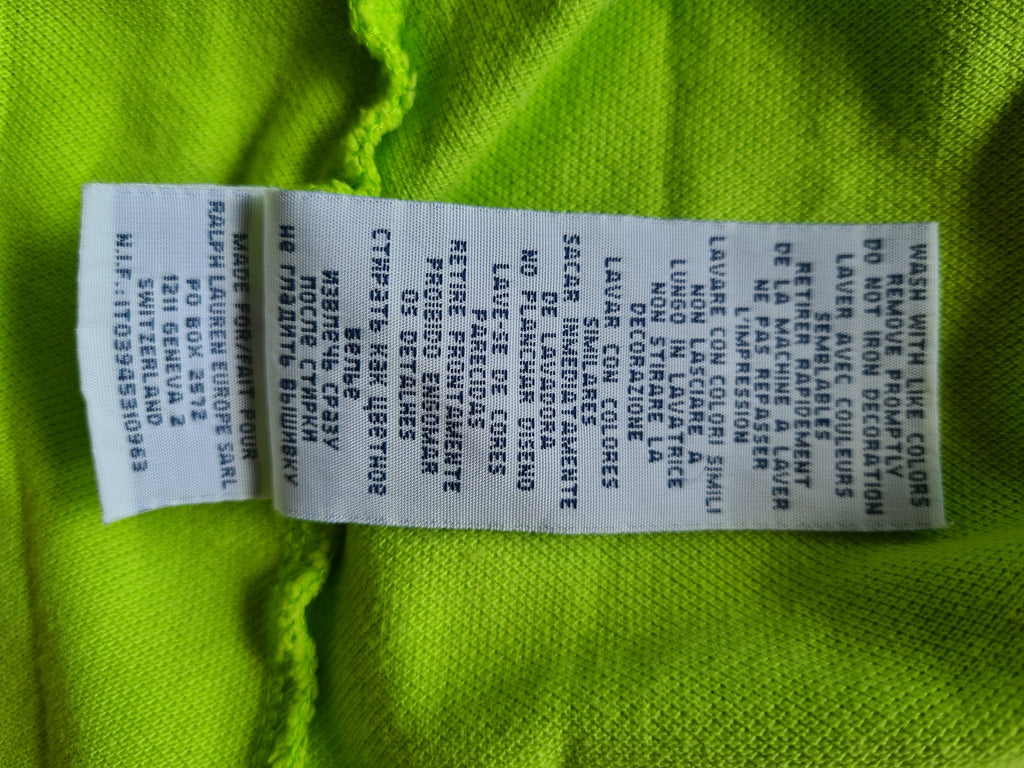 WASH WITH LIKE COLORS
REMOVE PROMPTLY
DO NOT IRON DECORATION
LAVER AVEC COULEURS
SEMBLABLES
RETIRER RAPIDEMENT
DE LA MACHINE A LAVER
NE PAS REPASSER
L'IMPRESSION
LAVARE CON COLORI SIMILI
NON LASCARE A
LUNGO IN LAVATRICE
NON STIRARE LA
DECORAZIONE
LAVAR CON COLORES
SIMILARES
SACAR INMEDIATAMENTE
DE LAVADORA
NO PLANCHAR DISENO
LAVE-SE DE CORES
PARECIDAS
RETIRE PRONTAMENTE
PROBIDO ENGOMAR
OS DETALHES
СТИРАТЬ КАК ЦВЕТНОЕ
БЕЛЬЕ
ИЗВЛЕЧЬ СРАЗУ
ПОСЛЕ СТИРКИ
НЕ ГЛАДИТЬ ВЫШИВКУ
MADE FOR/FAIT POUR
RALPH LAUREN EUROPE SARL
PO BOX 2572
1211 GENEVA 2
SWITZERLAND
N.I.F.:IT03944530963